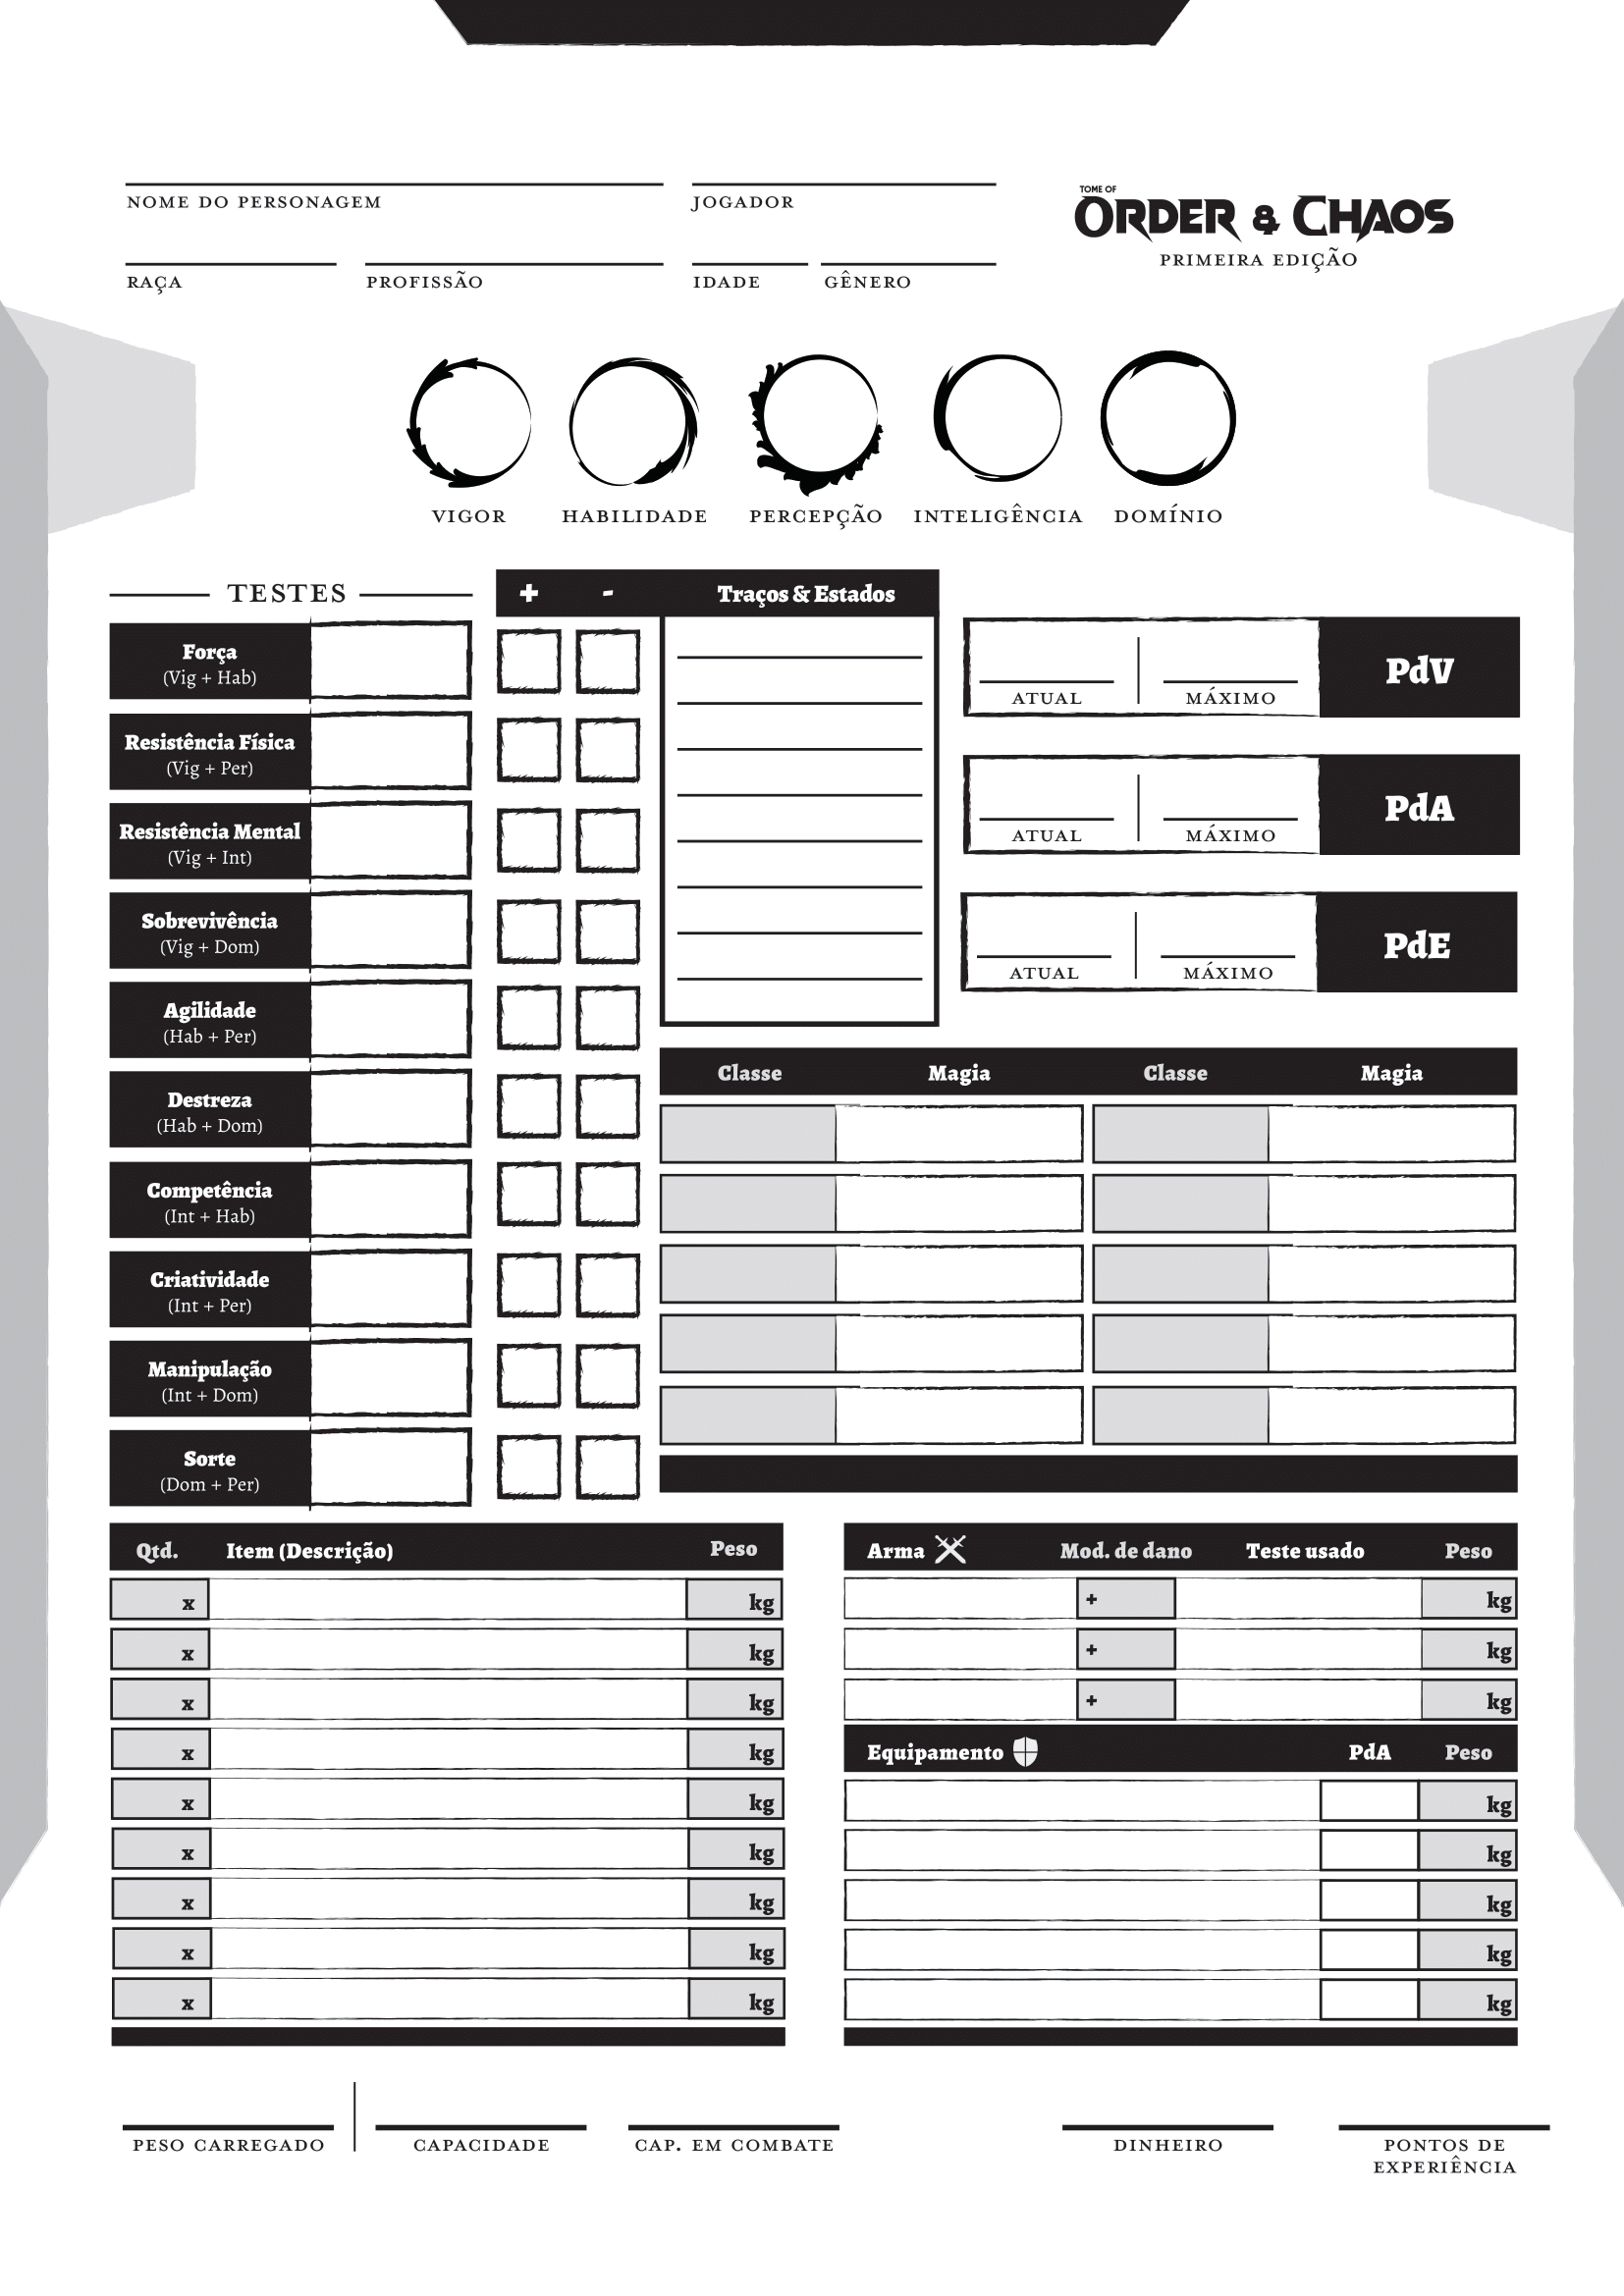 NOME DO PERSONAGEM
JOGADOR
TOME OF
ORDER & CHAOS
PRIMEIRA EDIÇÃO
RAÇA
PROFISSÃO
IDADE
GÊNERO
VIGOR
HABILIDADE
PERCEPÇÃO
INTELIGÊNCIA
DOMÍNIO
TESTES
+ -
Traços & Estados
Força
(Vig + Hab)
Resistência Física
(Vig + Per)
Resistência Mental
(Vig + Int)
Sobrevivência
(Vig + Dom)
Agilidade
(Hab + Per)
Destreza
(Hab + Dom)
Competência
(Int + Hab)
Criatividade
(Int + Per)
Manipulação
(Int + Dom)
Sorte
(Dom + Per)
PdV
ATUAL MÁXIMO
PdA
ATUAL MÁXIMO
PdE
ATUAL MÁXIMO
Classe Magia Classe Magia
Qtd. Item (Descrição) Peso
x kg
x kg
x kg
x kg
x kg
x kg
x kg
x kg
x kg
Arma Mod. de dano Teste usado Peso
+ kg
+ kg
+ kg
Equipamento PdA Peso
kg
kg
kg
kg
kg
PESO CARREGADO
CAPACIDADE
CAP. EM COMBATE
DINHEIRO
PONTOS DE
EXPERIÊNCIA